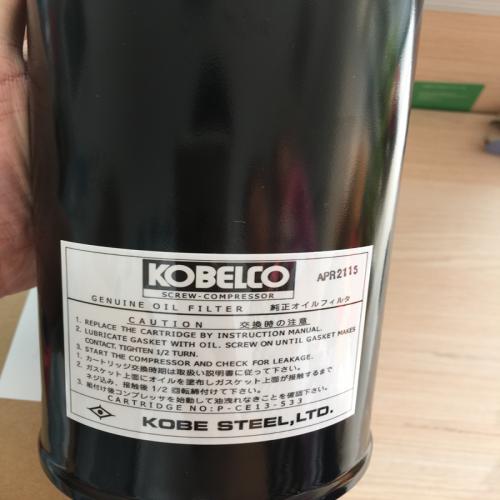 KOBELCO
SCREW-COMPRESSOR
APR2115
GENUINE OIL FILTER 純正オイルフィルタ
CAUTION 交換時の注意
1. REPLACE THE CARTRIDGE BY INSTRUCTION MANUAL.
2. LUBRICATE GASKET WITH OIL. SCREW ON UNTIL GASKET MAKES
CONTACT, TIGHTEN 1/2 TURN.
3. START THE COMPRESSOR AND CHECK FOR LEAKAGE.
1. カートリッジ交換時期は取扱い説明書に従って下さい。
2. ガスケット上面にオイルを塗布しガスケット上面が接触するまで
ネジ込み、接触後1/2回転締付けて下さい。
3. 締付け後コンプレッサを始動して油洩れなきことを確認下さい。
CARTRIDGE NO:P-CE13-533
KOBE STEEL,LTD.